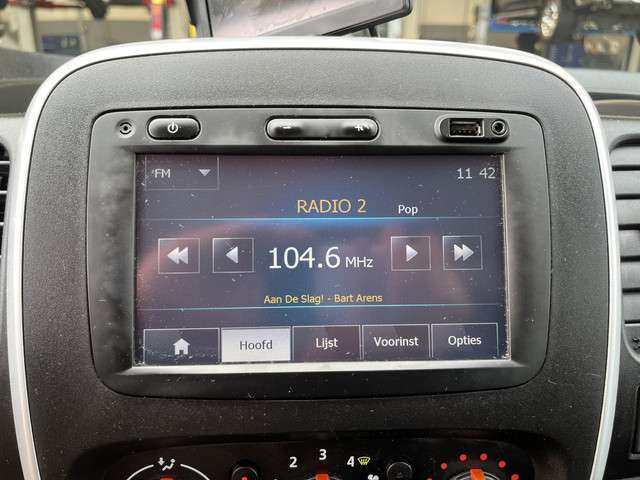 FM
11 42
RADIO 2 Pop
104.6 MHz
Aan De Slag! - Bart Arens
Hoofd Lijst Voorinst Opties
2 3 4